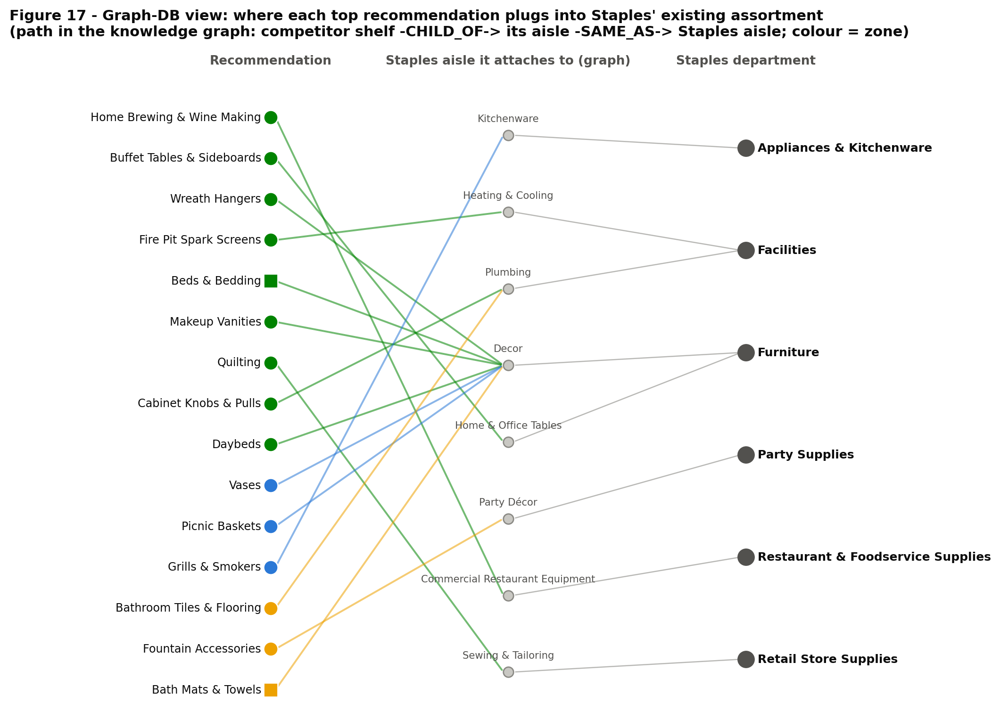 Figure 17 - Graph-DB view: where each top recommendation plugs into Staples' existing assortment
(path in the knowledge graph: competitor shelf -CHILD_OF-> its aisle -SAME_AS-> Staples aisle; colour = zone)
Recommendation
Staples aisle it attaches to (graph)
Staples department
Home Brewing & Wine Making
Buffet Tables & Sideboards
Wreath Hangers
Fire Pit Spark Screens
Beds & Bedding
Makeup Vanities
Quilting
Cabinet Knobs & Pulls
Daybeds
Vases
Picnic Baskets
Grills & Smokers
Bathroom Tiles & Flooring
Fountain Accessories
Bath Mats & Towels
Kitchenware
Heating & Cooling
Plumbing
Decor
Home & Office Tables
Party Décor
Commercial Restaurant Equipment
Sewing & Tailoring
Appliances & Kitchenware
Facilities
Furniture
Party Supplies
Restaurant & Foodservice Supplies
Retail Store Supplies